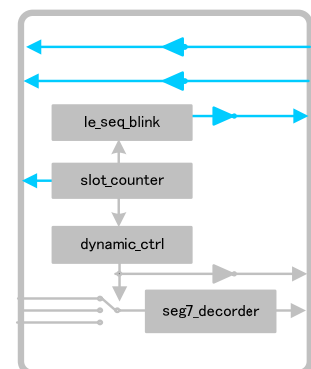 le_seq_blink
slot_counter
dynamic_ctrl
seg7_decorder